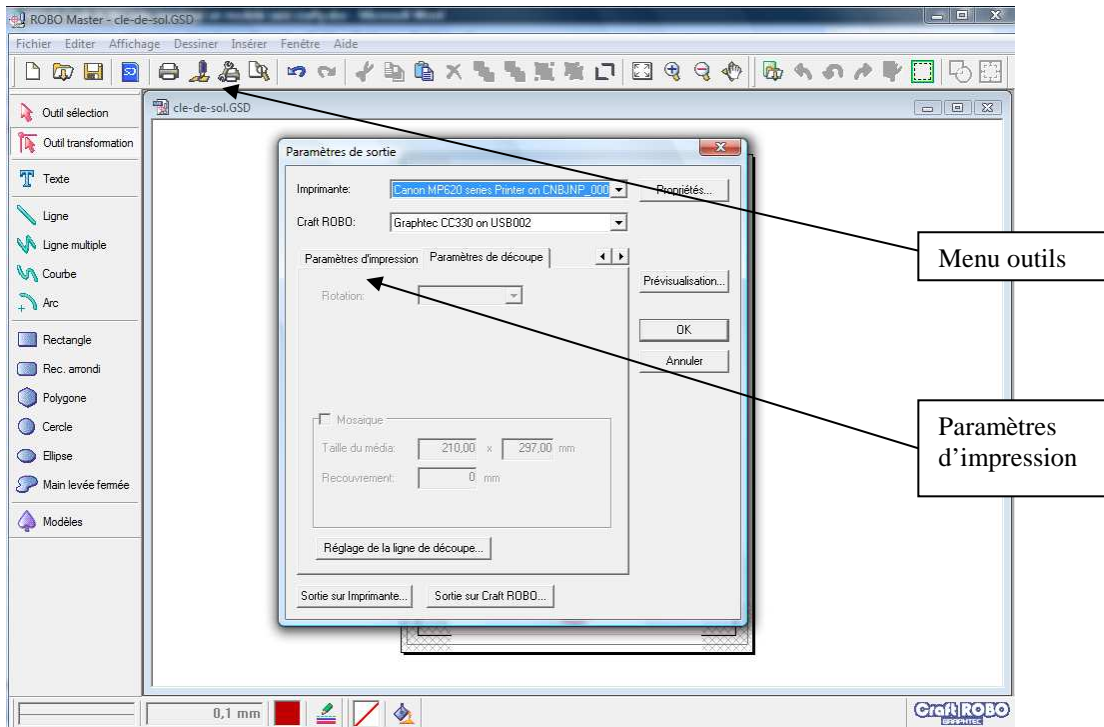 ROBO Master - cle-de-sol.GSD
Fichier Editer Affichage Dessiner Insérer Fenêtre Aide
cle-de-sol.GSD
Outil sélection
Outil transformation
Texte
Ligne
Ligne multiple
Courbe
Arc
Rectangle
Rec. arrondi
Polygone
Cercle
Ellipse
Main levée fermée
Modèles
Paramètres de sortie
Imprimante: Canon MP620 series Printer on CNBJNP_000 Propriétés...
Craft ROBO: Graphtec CC330 on USB002
Paramètres d'impression Paramètres de découpe
Rotation:
Prévisualisation...
OK
Annuler
Mosaïque
Taille du média: 210,00 x 297,00 mm
Recouvrement: 0 mm
Réglage de la ligne de découpe...
Sortie sur Imprimante... Sortie sur Craft ROBO...
Menu outils
Paramètres
d’impression
0,1 mm
Craft ROBO
GRAPHTEC